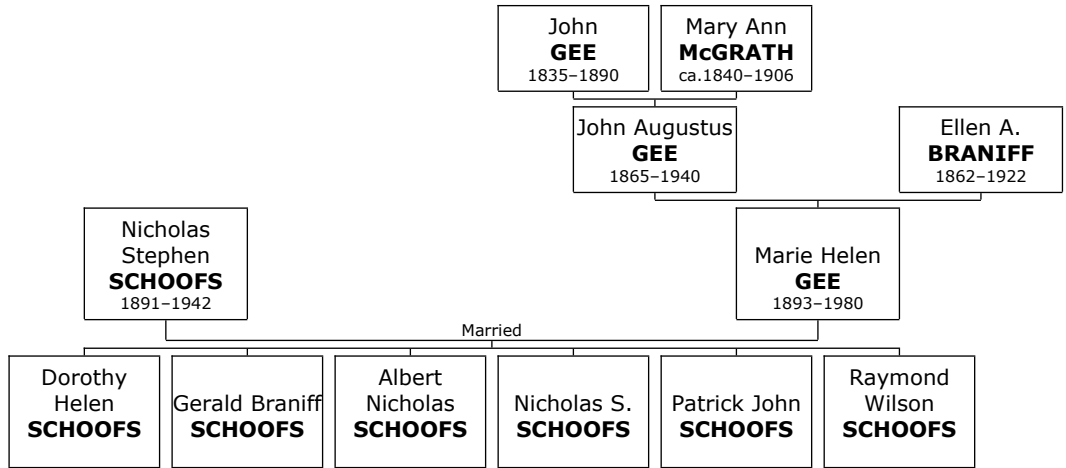 John
GEE
1835–1890
Mary Ann
McGRATH
ca.1840–1906
John Augustus
GEE
1865–1940
Ellen A.
BRANIFF
1862–1922
Nicholas
Stephen
SCHOOFS
1891–1942
Marie Helen
GEE
1893–1980
Married
Dorothy
Helen
SCHOOFS
Gerald Braniff
SCHOOFS
Albert
Nicholas
SCHOOFS
Nicholas S.
SCHOOFS
Patrick John
SCHOOFS
Raymond
Wilson
SCHOOFS